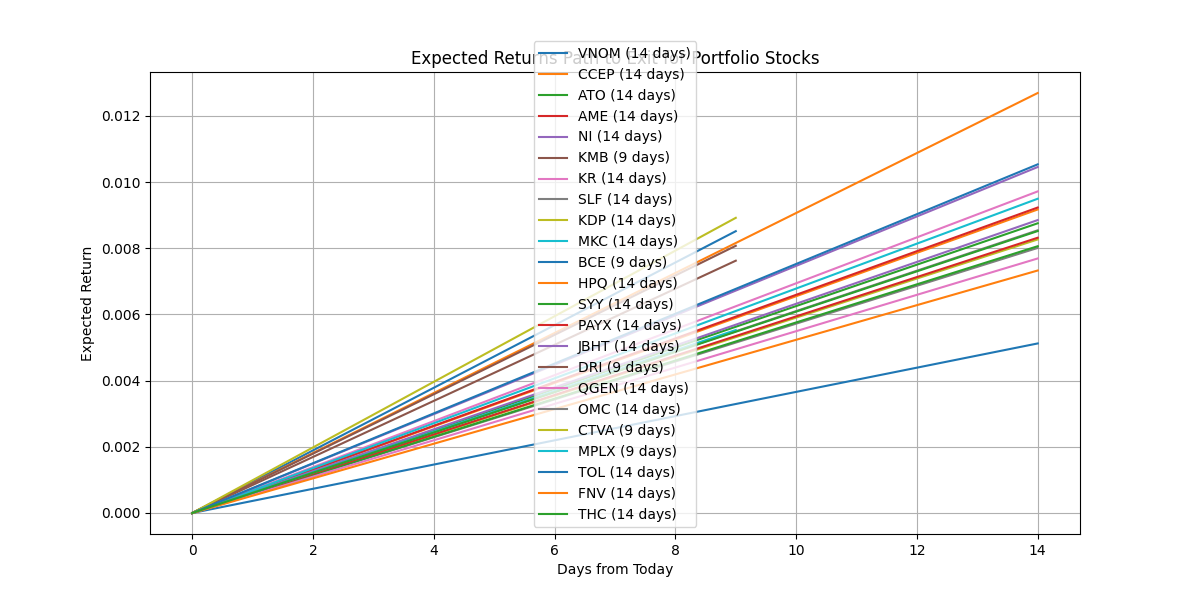 Expected Returns Path to Exit for Portfolio Stocks
VNOM (14 days)
CCEP (14 days)
ATO (14 days)
AME (14 days)
NI (14 days)
KMB (9 days)
KR (14 days)
SLF (14 days)
KDP (14 days)
MKC (14 days)
BCE (9 days)
HPQ (14 days)
SYY (14 days)
PAYX (14 days)
JBHT (14 days)
DRI (9 days)
QGEN (14 days)
OMC (14 days)
CTVA (9 days)
MPLX (9 days)
TOL (14 days)
FNV (14 days)
THC (14 days)
Expected Return
0.012
0.010
0.008
0.006
0.004
0.002
0.000
0 2 4 6 8 10 12 14
Days from Today